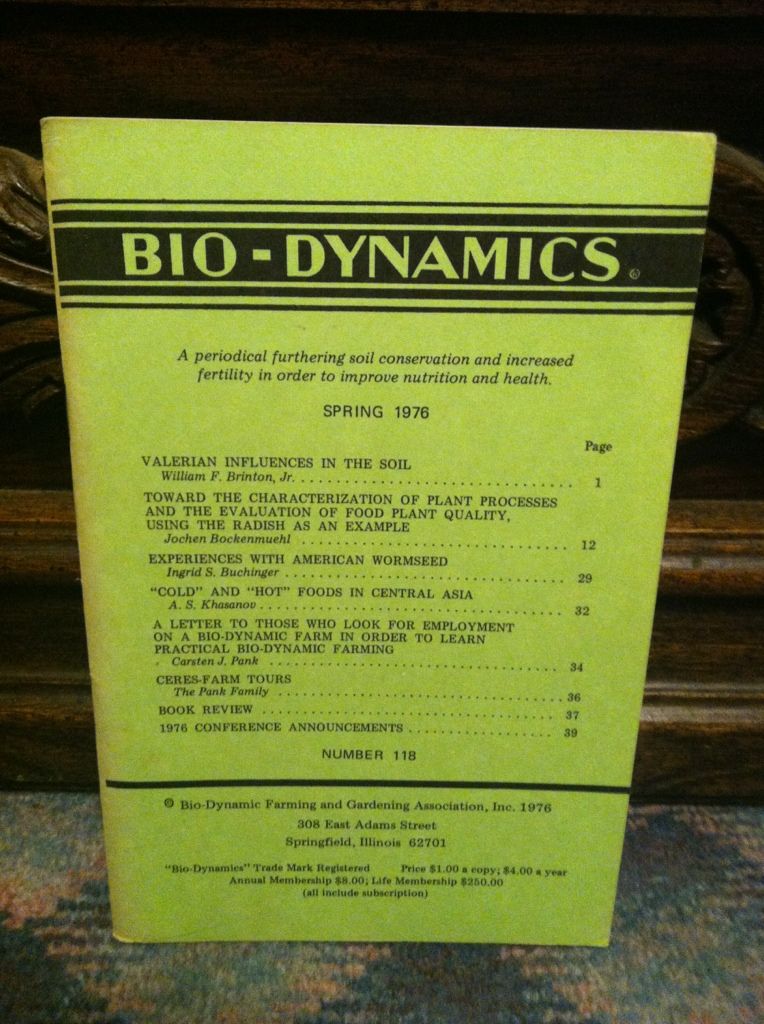 BIO-DYNAMICS®
A periodical furthering soil conservation and increased
fertility in order to improve nutrition and health.
SPRING 1976
Page
VALERIAN INFLUENCES IN THE SOIL
William F. Brinton, Jr. . . . . . . . . . . . . . . . . . . . . . . . . . . . . . . 1
TOWARD THE CHARACTERIZATION OF PLANT PROCESSES
AND THE EVALUATION OF FOOD PLANT QUALITY,
USING THE RADISH AS AN EXAMPLE
Jochen Bockenmuehl . . . . . . . . . . . . . . . . . . . . . . . . . . . . . . 12
EXPERIENCES WITH AMERICAN WORMSEED
Ingrid S. Buchinger . . . . . . . . . . . . . . . . . . . . . . . . . . . . . . 29
"COLD" AND "HOT" FOODS IN CENTRAL ASIA
A. S. Khasanov . . . . . . . . . . . . . . . . . . . . . . . . . . . . . . . . . 32
A LETTER TO THOSE WHO LOOK FOR EMPLOYMENT
ON A BIO-DYNAMIC FARM IN ORDER TO LEARN
PRACTICAL BIO-DYNAMIC FARMING
Carsten J. Pank . . . . . . . . . . . . . . . . . . . . . . . . . . . . . . . . 34
CERES-FARM TOURS
The Pank Family . . . . . . . . . . . . . . . . . . . . . . . . . . . . . . . 36
BOOK REVIEW . . . . . . . . . . . . . . . . . . . . . . . . . . . . . . . . . 37
1976 CONFERENCE ANNOUNCEMENTS . . . . . . . . . . . . . . . . 39
NUMBER 118
© Bio-Dynamic Farming and Gardening Association, Inc. 1976
308 East Adams Street
Springfield, Illinois 62701
"Bio-Dynamics" Trade Mark Registered Price $1.00 a copy; $4.00 a year
Annual Membership $8.00; Life Membership $250.00
(all include subscription)